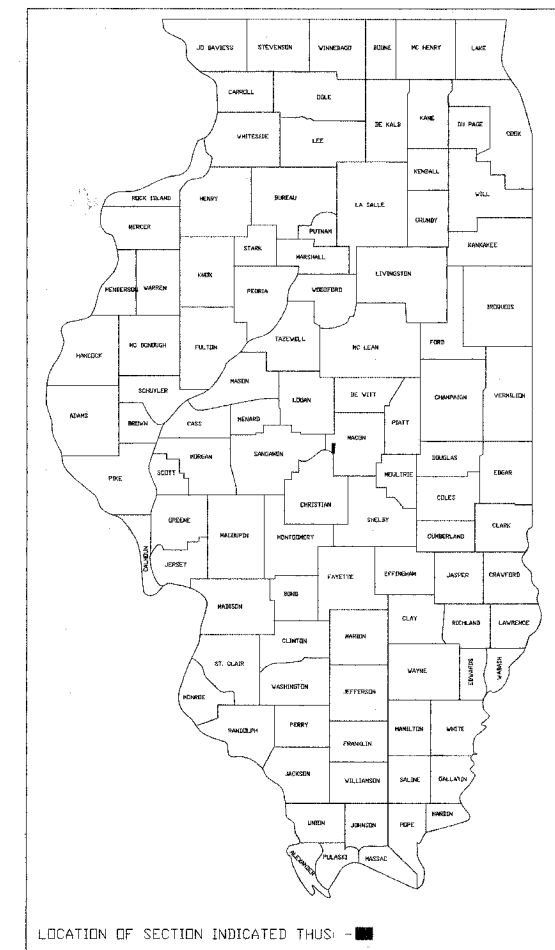 JO DAVIESS STEVENSON WINNEBAGO BOONE MC HENRY LAKE
CARROLL OGLE
DE KALB KANE DU PAGE COOK
WHITESIDE LEE
KENDALL
WILL
ROCK ISLAND HENRY BUREAU LA SALLE
GRUNDY
MERCER PUTNAM
STARK KANKAKEE
MARSHALL
HENDERSON WARREN KNOX LIVINGSTON
PEORIA WOODFORD
IROQUOIS
HANCOCK MC DONOUGH FULTON TAZEWELL MC LEAN FORD
MASON
SCHUYLER LOGAN DE WITT CHAMPAIGN VERMILION
ADAMS BROWN CASS MENARD PIATT
MACON
MORGAN SANGAMON DOUGLAS
PIKE SCOTT MOULTRIE EDGAR
COLES
CHRISTIAN
GREENE SHELBY
MACOUPIN MONTGOMERY CUMBERLAND CLARK
CALHOUN JERSEY
FAYETTE EFFINGHAM JASPER CRAWFORD
MADISON BOND
CLAY RICHLAND LAWRENCE
CLINTON MARION
ST. CLAIR WAYNE EDWARDS WABASH
WASHINGTON JEFFERSON
MONROE
RANDOLPH PERRY HAMILTON WHITE
FRANKLIN
JACKSON WILLIAMSON SALINE GALLATIN
UNION JOHNSON POPE HARDIN
ALEXANDER PULASKI MASSAC
LOCATION OF SECTION INDICATED THUS: -